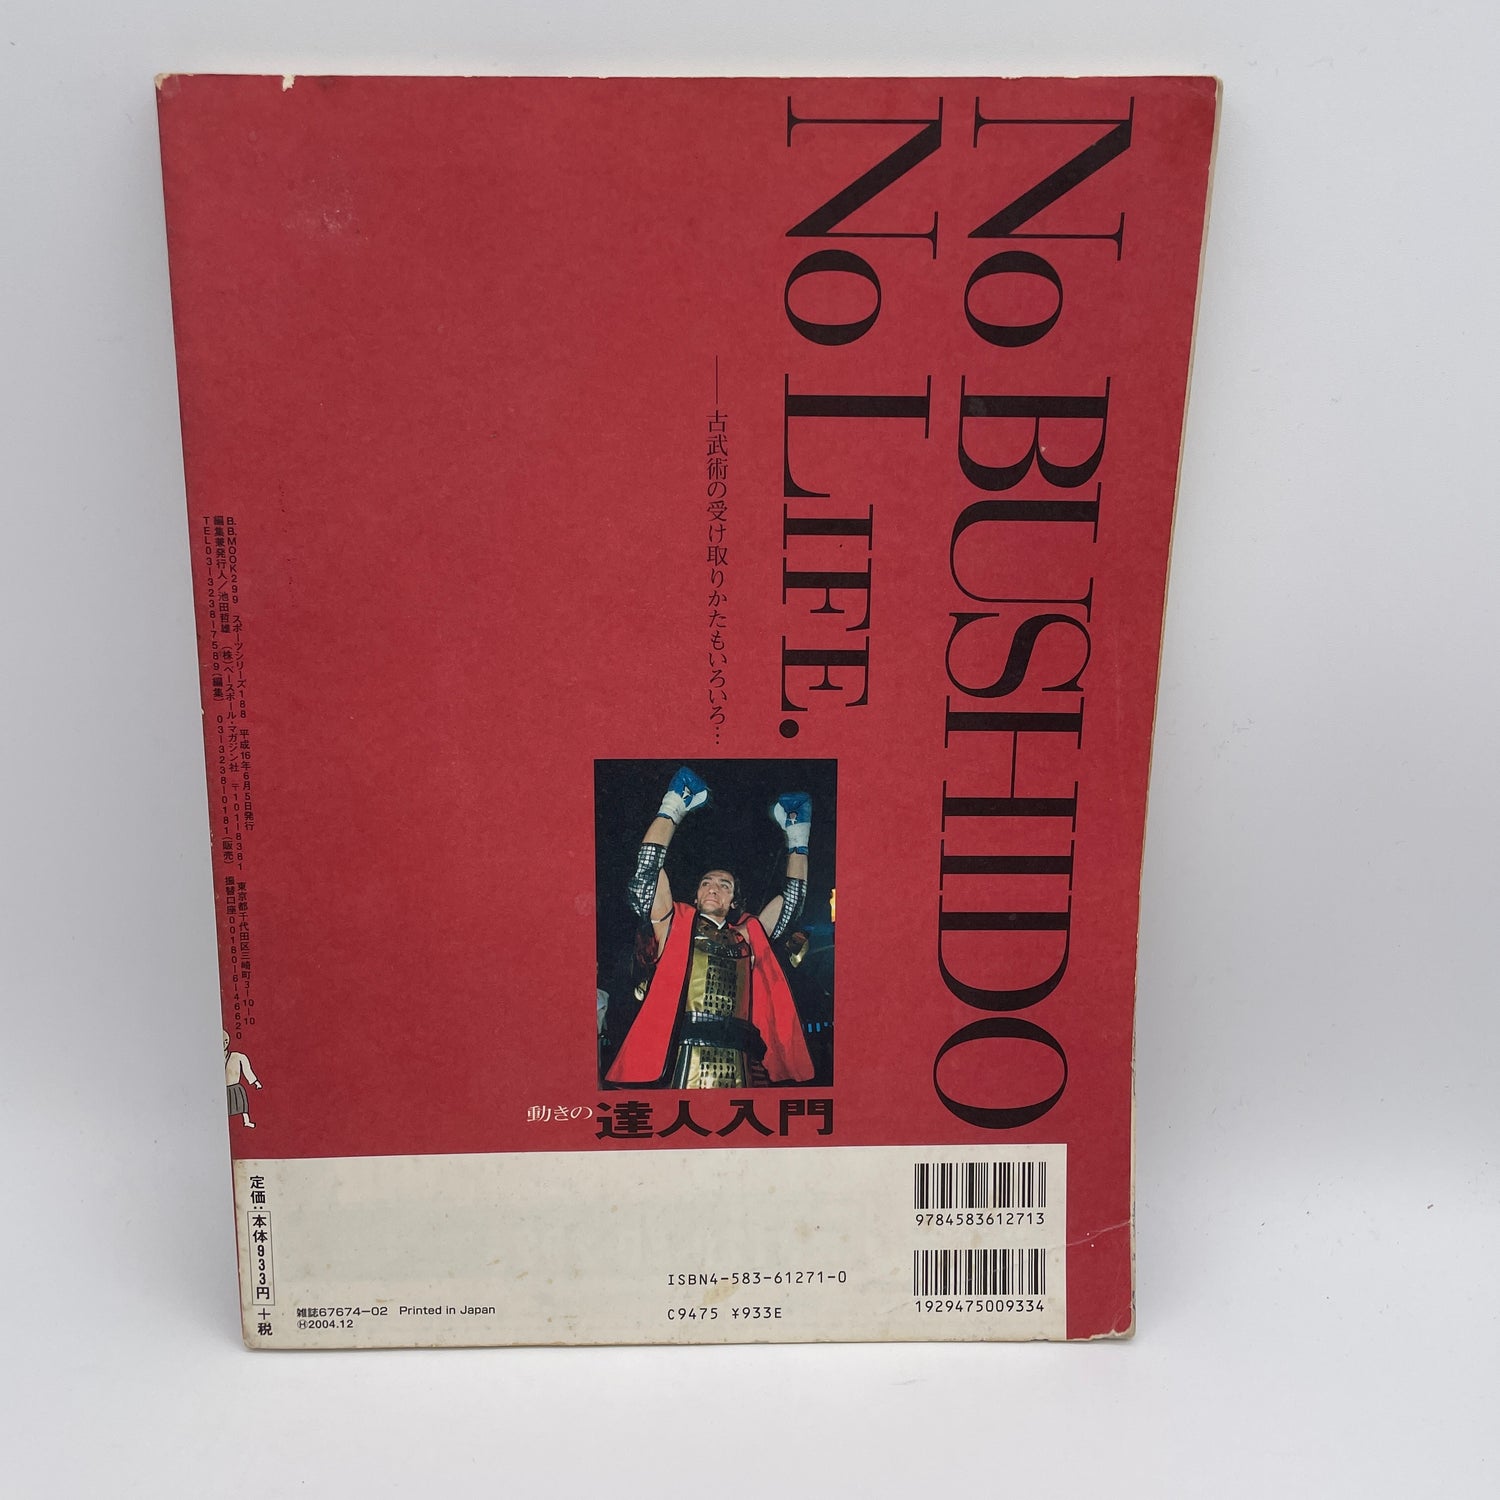 No BUSHIDO
No LIFE.
――古武術の受け取りかたもいろいろ…
動きの達人入門
B.B.MOOK299 スポーツシリーズ188 平成16年6月5日発行
編集兼発行人/池田哲雄 (株)ベースボール・マガジン社 〒101-8381 東京都千代田区三崎町3-10-10
TEL03-3238-7589(編集) 03-3238-0181(販売) 振替口座00180-6-46620
定価:本体933円+税
雑誌67674-02 Printed in Japan
Ⓗ2004.12
ISBN4-583-61271-0
C9475 ¥933E
9784583612713
1929475009334